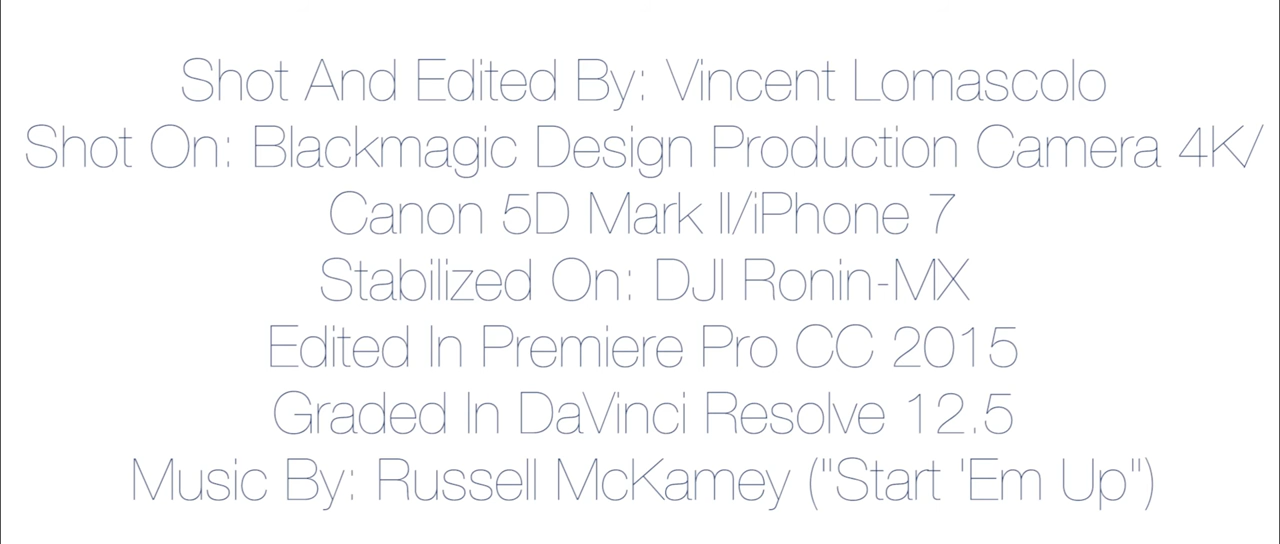 Shot And Edited By: Vincent Lomascolo
Shot On: Blackmagic Design Production Camera 4K/
Canon 5D Mark II/iPhone 7
Stabilized On: DJI Ronin-MX
Edited In Premiere Pro CC 2015
Graded In DaVinci Resolve 12.5
Music By: Russell McKamey ("Start 'Em Up")